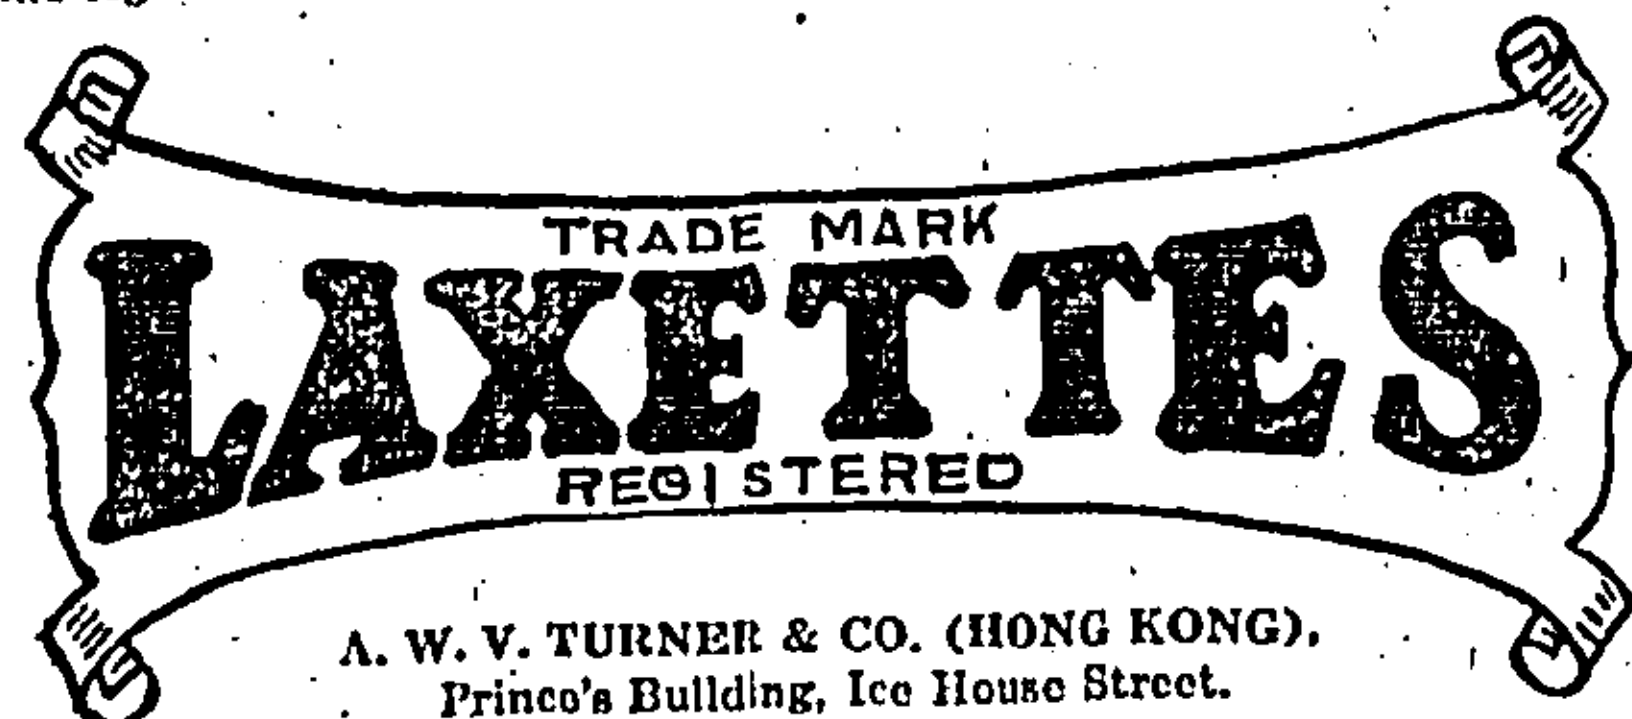 TRADE MARK
LAXETTES
REGISTERED
A. W. V. TURNER & CO. (HONG KONG),
Prince's Building, Ice House Street.